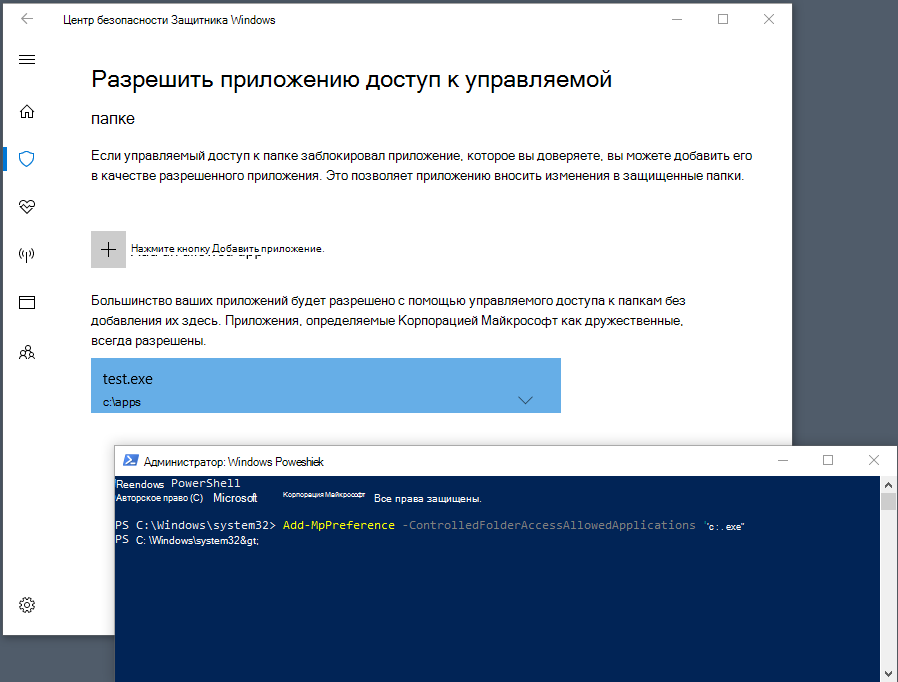 Центр безопасности Защитника Windows
Разрешить приложению доступ к управляемой
папке
Если управляемый доступ к папке заблокировал приложение, которое вы доверяете, вы можете добавить его
в качестве разрешенного приложения. Это позволяет приложению вносить изменения в защищенные папки.
Нажмите кнопку Добавить приложение.
Большинство ваших приложений будет разрешено с помощью управляемого доступа к папкам без
добавления их здесь. Приложения, определяемые Корпорацией Майкрософт как дружественные,
всегда разрешены.
test.exe
c:\apps
Администратор: Windows Poweshiek
Reendows PowerShell
Авторское право (C) Microsoft Корпорация Майкрософт Все права защищены.
PS C:\Windows\system32> Add-MpPreference -ControlledFolderAccessAllowedApplications "c:.exe"
PS C: \Windows\system32&gt;